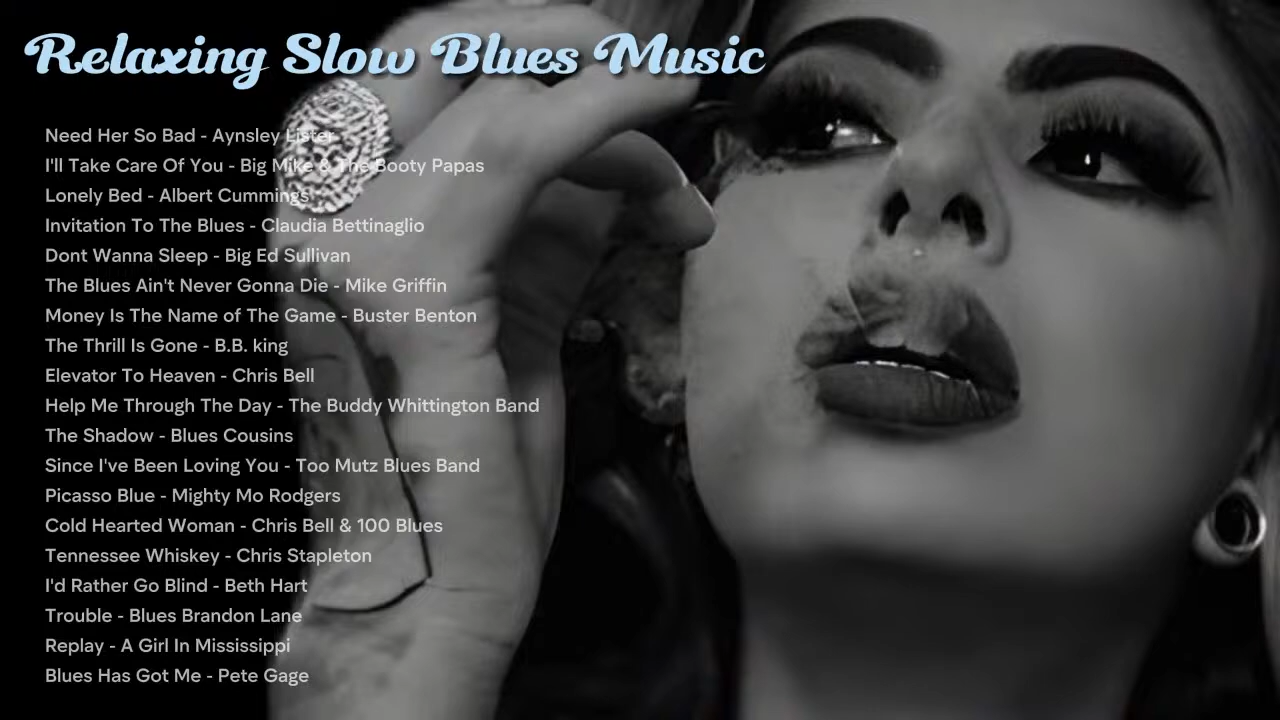 Relaxing Slow Blues Music
Need Her So Bad - Aynsley Lister
I'll Take Care Of You - Big Mike & The Booty Papas
Lonely Bed - Albert Cummings
Invitation To The Blues - Claudia Bettinaglio
Dont Wanna Sleep - Big Ed Sullivan
The Blues Ain't Never Gonna Die - Mike Griffin
Money Is The Name of The Game - Buster Benton
The Thrill Is Gone - B.B. king
Elevator To Heaven - Chris Bell
Help Me Through The Day - The Buddy Whittington Band
The Shadow - Blues Cousins
Since I've Been Loving You - Too Mutz Blues Band
Picasso Blue - Mighty Mo Rodgers
Cold Hearted Woman - Chris Bell & 100 Blues
Tennessee Whiskey - Chris Stapleton
I'd Rather Go Blind - Beth Hart
Trouble - Blues Brandon Lane
Replay - A Girl In Mississippi
Blues Has Got Me - Pete Gage